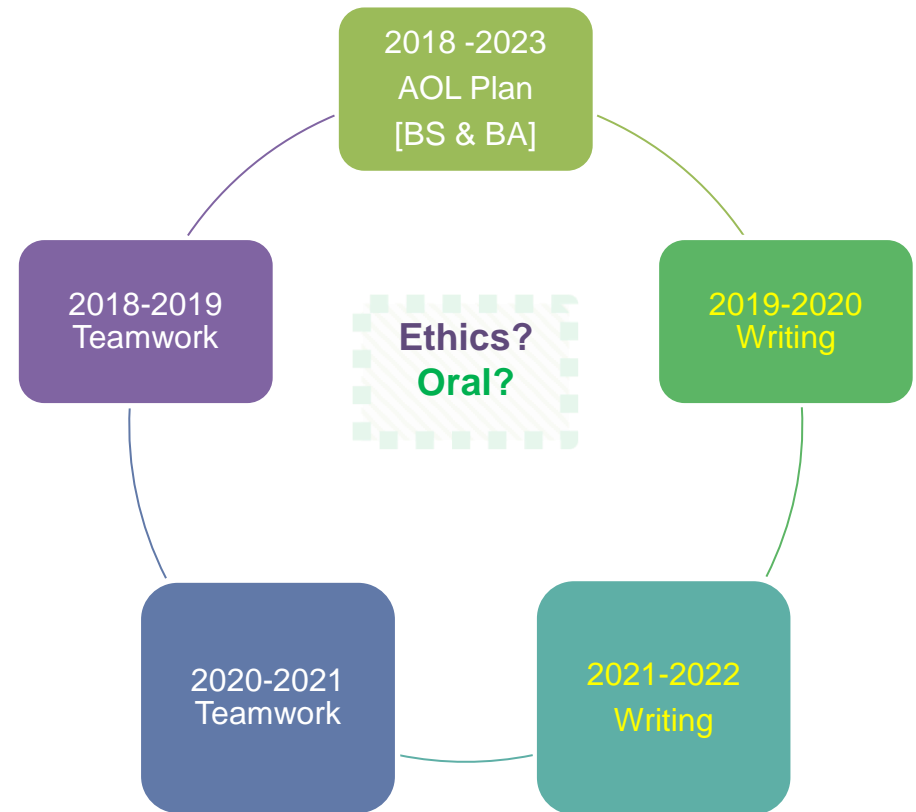 2018 -2023
AOL Plan
[BS & BA]
2018-2019
Teamwork
Ethics?
Oral?
2019-2020
Writing
2020-2021
Teamwork
2021-2022
Writing